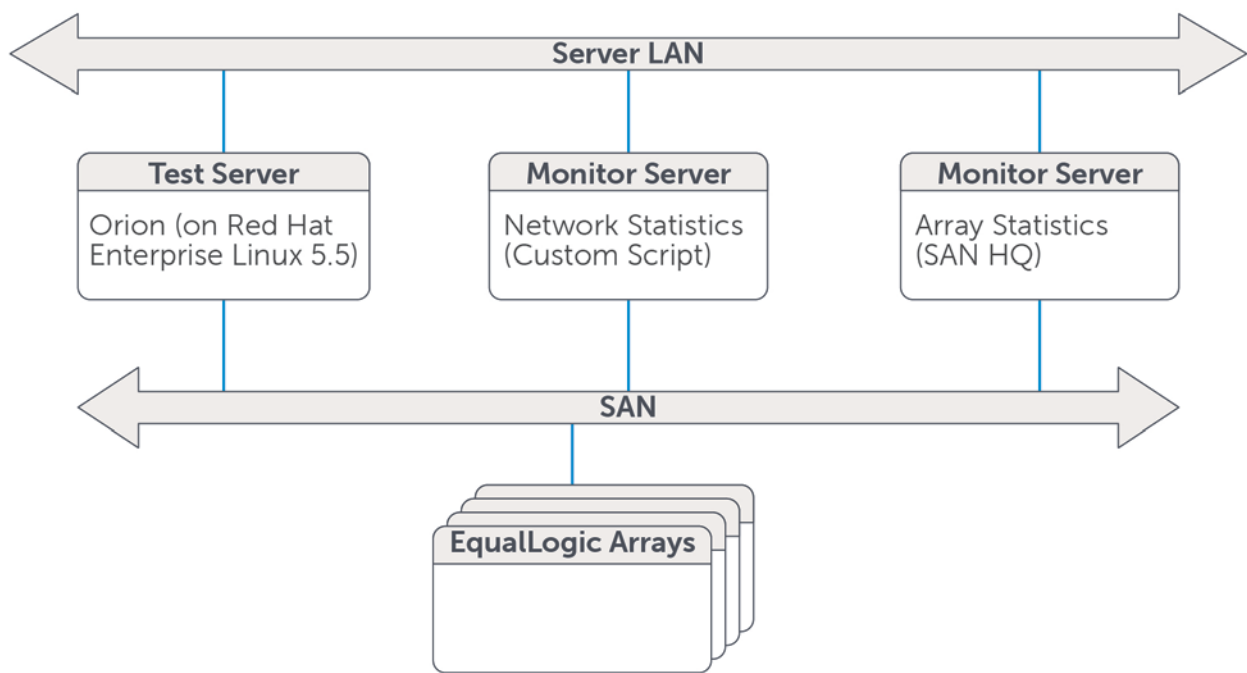 Server LAN
Test Server
Orion (on Red Hat
Enterprise Linux 5.5)
Monitor Server
Network Statistics
(Custom Script)
Monitor Server
Array Statistics
(SAN HQ)
SAN
EqualLogic Arrays